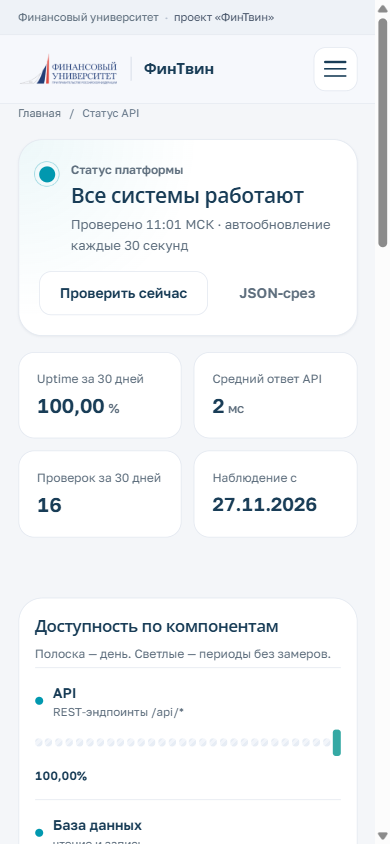 Финансовый университет · проект «ФинТвин»
ФИНАНСОВЫЙ
УНИВЕРСИТЕТ
ФинТвин
Главная / Статус API
Статус платформы
Все системы работают
Проверено 11:01 МСК · автообновление
каждые 30 секунд
Проверить сейчас
JSON-срез
Uptime за 30 дней
100,00 %
Средний ответ API
2 мс
Проверок за 30 дней
16
Наблюдение с
27.11.2026
Доступность по компонентам
Полоска — день. Светлые — периоды без замеров.
API
REST-эндпоинты /api/*
100,00%
База данных
чтение и запись